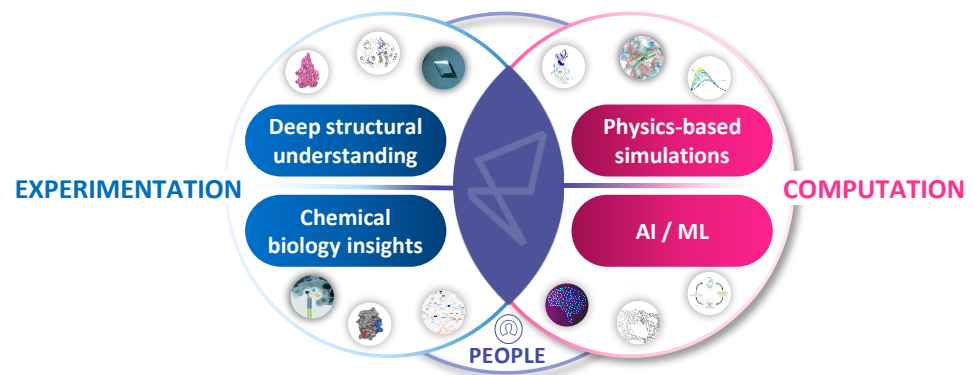 Deep structural
understanding
Physics-based
simulations
EXPERIMENTATION
COMPUTATION
Chemical
biology insights
AI / ML
PEOPLE